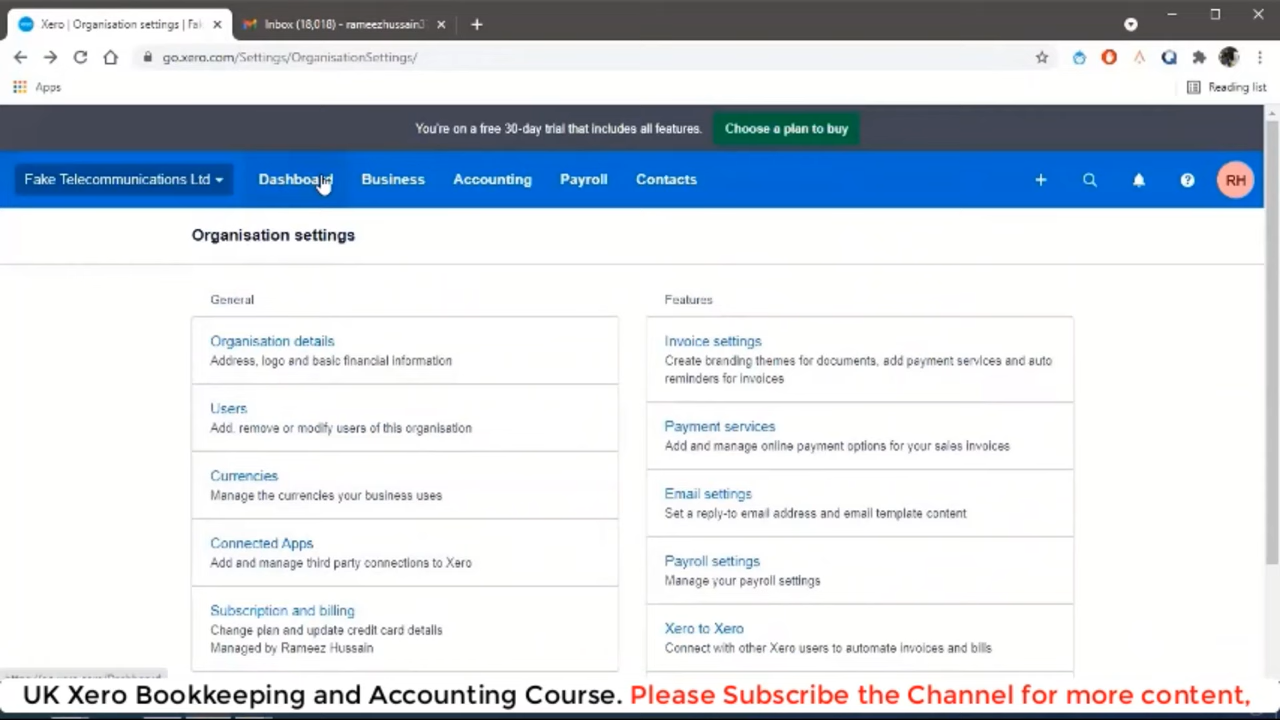 Xero | Organisation settings | Fak
Inbox (18,018) - rameezhussain3
go.xero.com/Settings/OrganisationSettings/
Apps
Reading list
You're on a free 30-day trial that includes all features.
Choose a plan to buy
Fake Telecommunications Ltd
Dashboard
Business
Accounting
Payroll
Contacts
RH
Organisation settings
General
Organisation details
Address, logo and basic financial information
Users
Add, remove or modify users of this organisation
Currencies
Manage the currencies your business uses
Connected Apps
Add and manage third party connections to Xero
Subscription and billing
Change plan and update credit card details
Managed by Rameez Hussain
Features
Invoice settings
Create branding themes for documents, add payment services and auto
reminders for invoices
Payment services
Add and manage online payment options for your sales invoices
Email settings
Set a reply-to email address and email template content
Payroll settings
Manage your payroll settings
Xero to Xero
Connect with other Xero users to automate invoices and bills
UK Xero Bookkeeping and Accounting Course. Please Subscribe the Channel for more content,